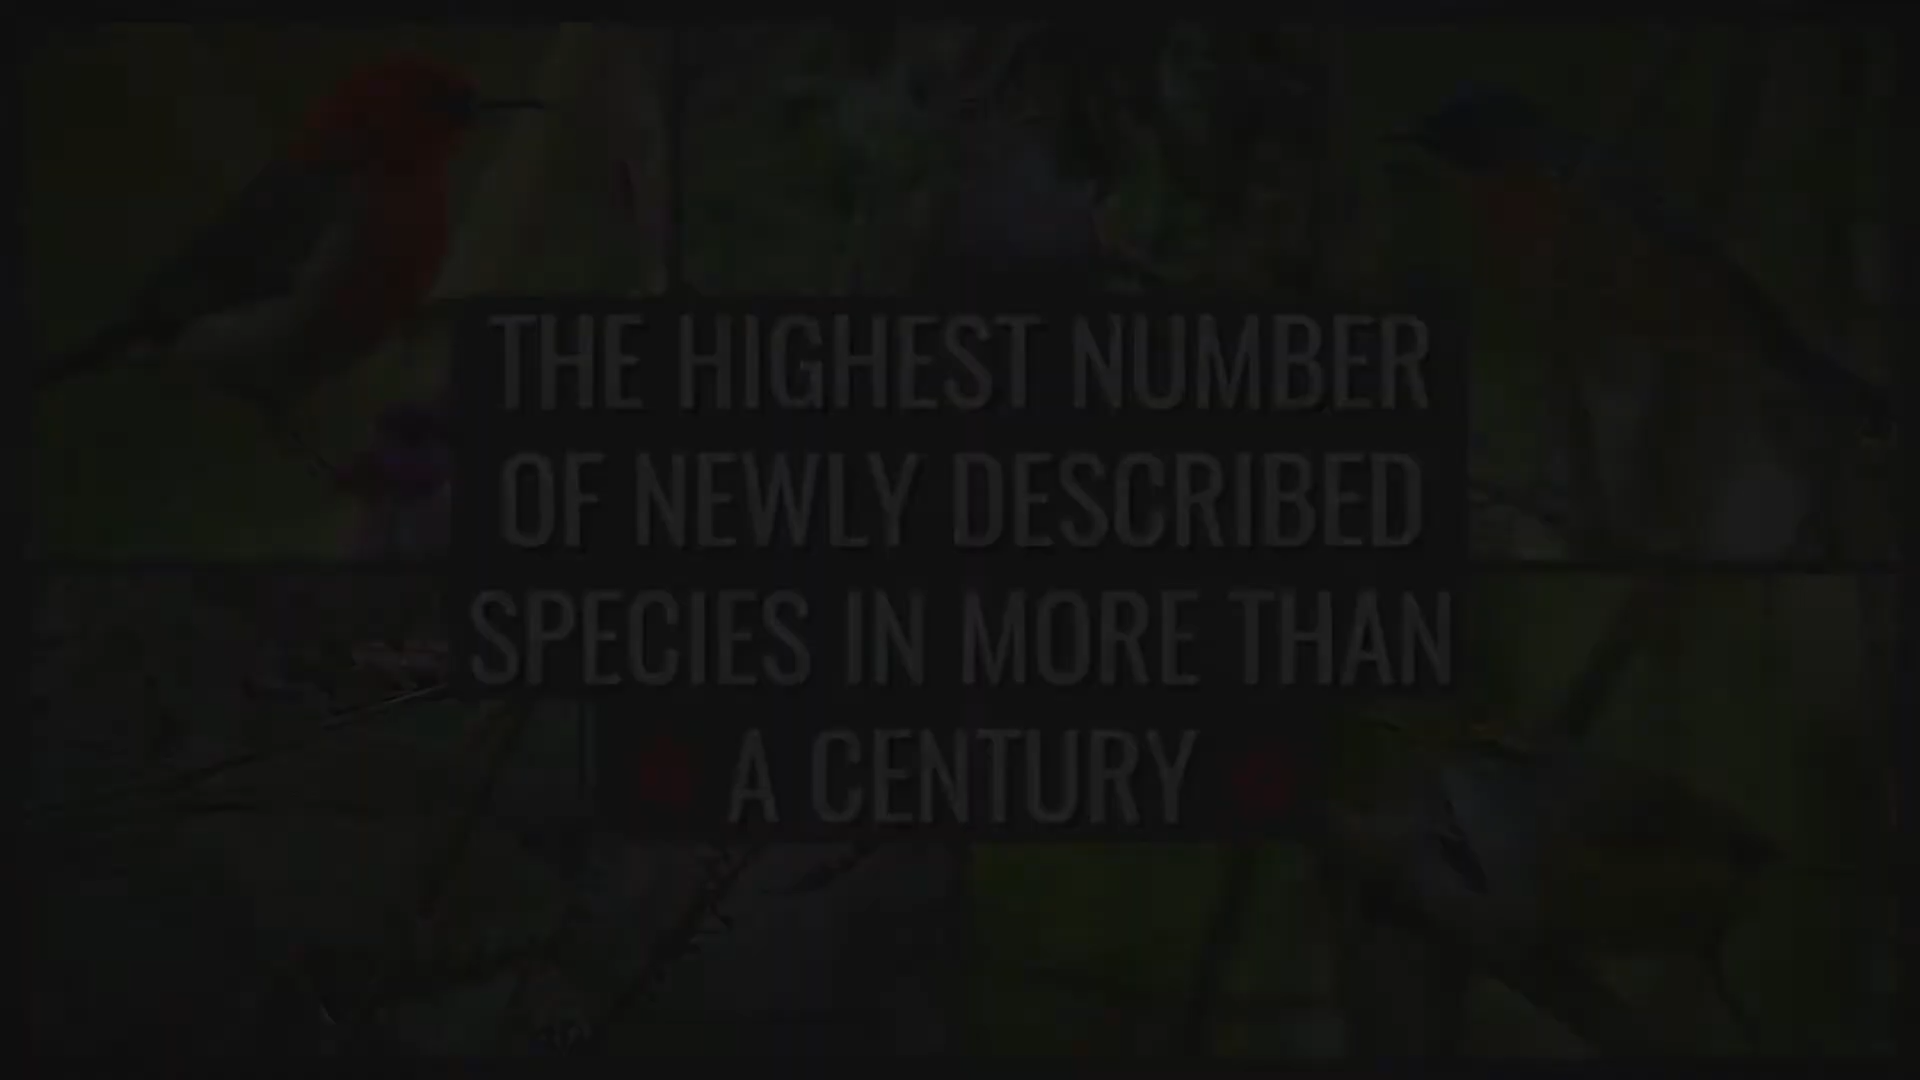 THE HIGHEST NUMBER
OF NEWLY DESCRIBED
SPECIES IN MORE THAN
A CENTURY